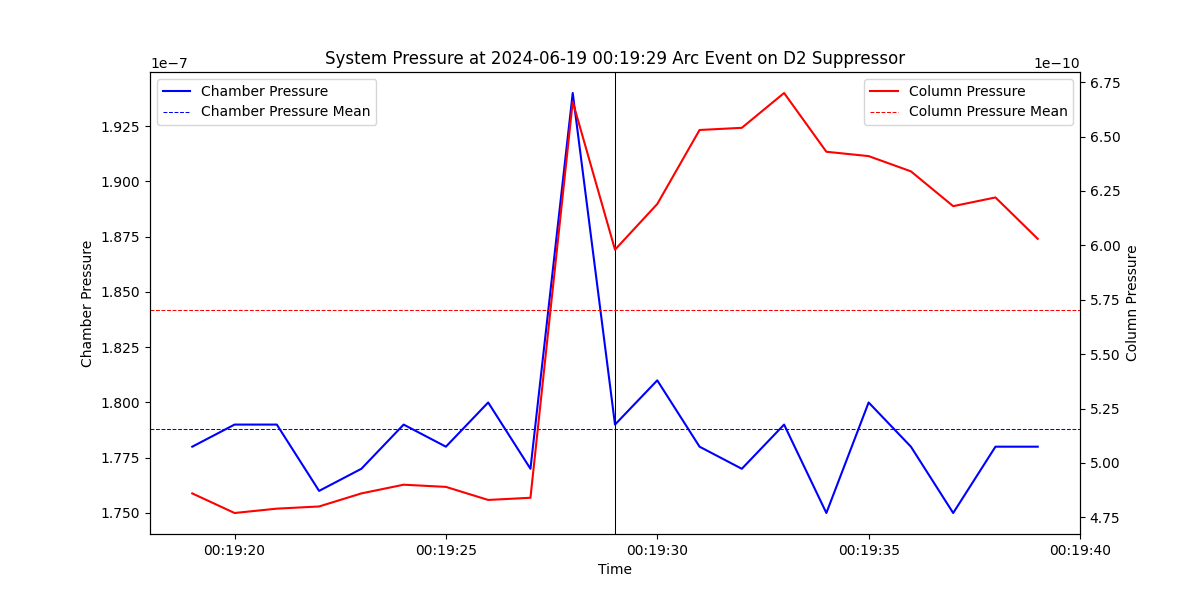 System Pressure at 2024-06-19 00:19:29 Arc Event on D2 Suppressor
1e−7
1e−10
Chamber Pressure
Chamber Pressure Mean
Column Pressure
Column Pressure Mean
1.925
1.900
1.875
1.850
1.825
1.800
1.775
1.750
Chamber Pressure
6.75
6.50
6.25
6.00
5.75
5.50
5.25
5.00
4.75
Column Pressure
00:19:20
00:19:25
00:19:30
00:19:35
00:19:40
Time